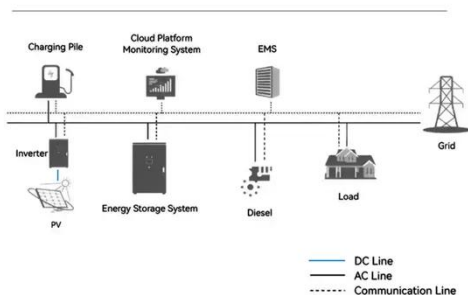 Charging Pile
Cloud Platform
Monitoring System
EMS
Inverter
Grid
PV
Energy Storage System
Diesel
Load
DC Line
AC Line
Communication Line